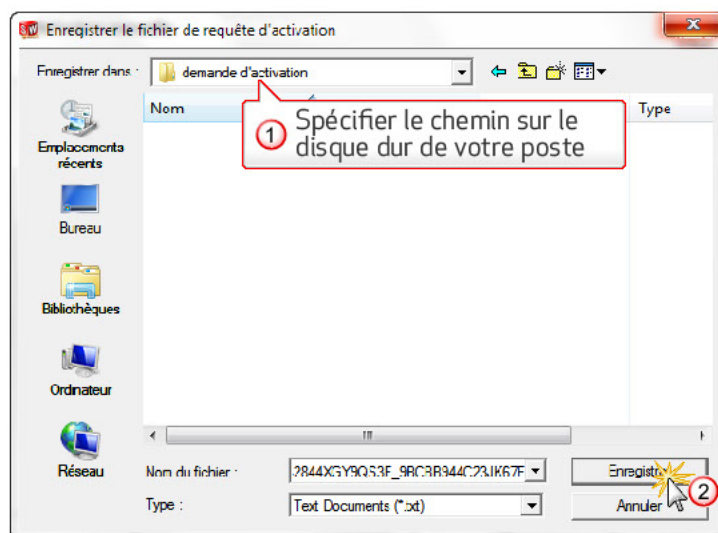 Enregistrer le fichier de requête d'activation
Enregistrer dans :
demande d'activation
Nom
Type
1 Spécifier le chemin sur le
disque dur de votre poste
Emplacements
récents
Bureau
Bibliothèques
Ordinateur
Réseau
Nom du fichier :
Enregistrer
2
Type :
Text Documents (*.txt)
Annuler